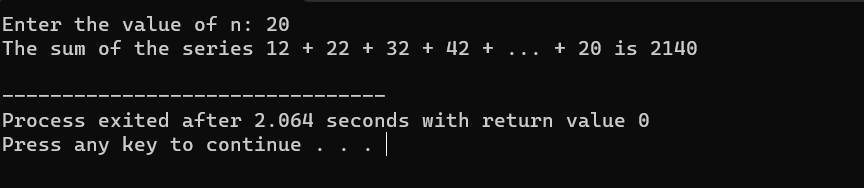 Enter the value of n: 20
The sum of the series 12 + 22 + 32 + 42 + ... + 20 is 2140
--------------------------------
Process exited after 2.064 seconds with return value 0
Press any key to continue . . .